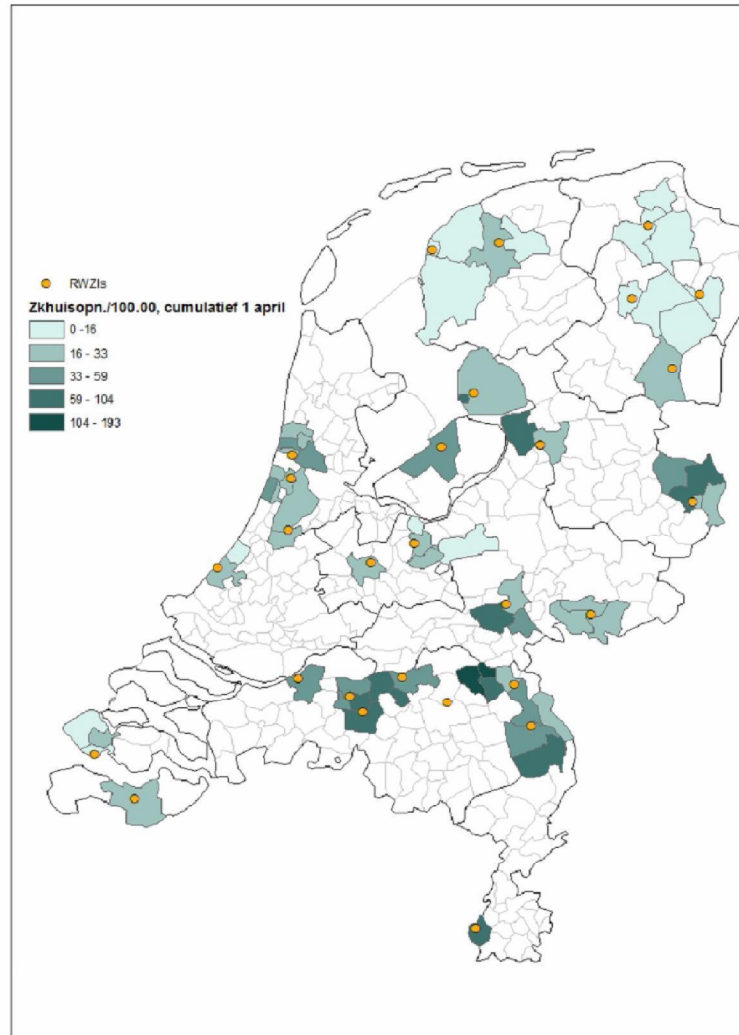 RWZIs
Zkhuisopn./100.00, cumulatief 1 april
0 -16
16 - 33
33 - 59
59 - 104
104 - 193